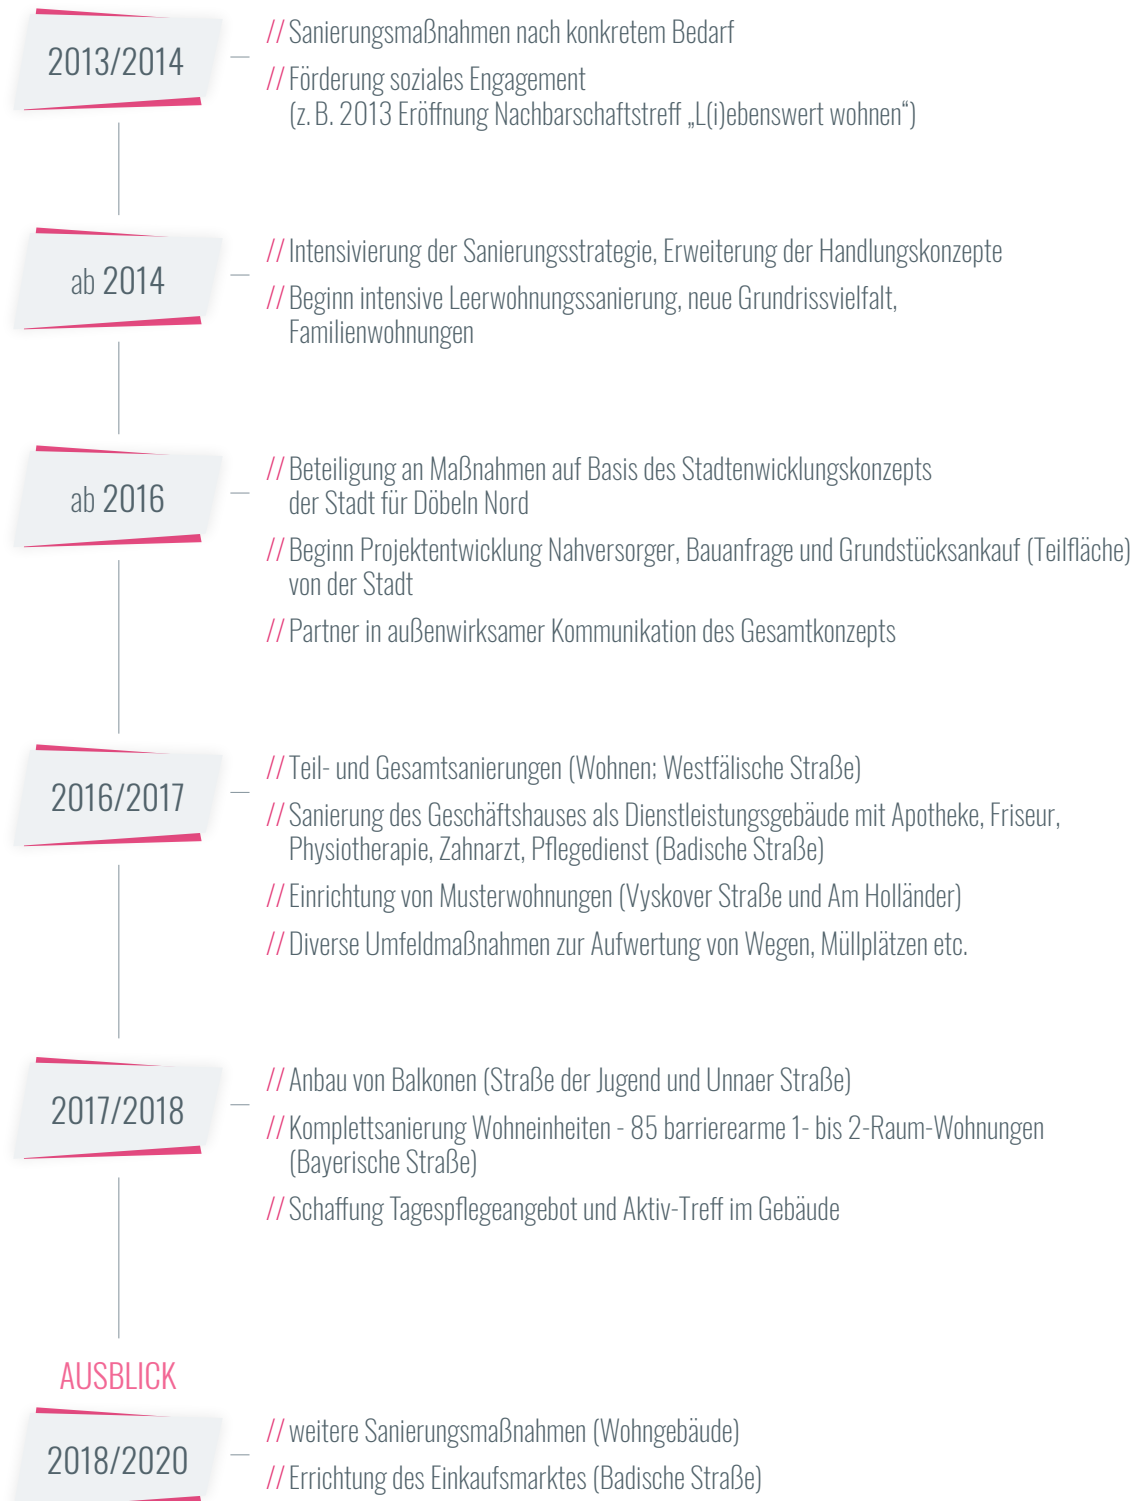 2013/2014
// Sanierungsmaßnahmen nach konkretem Bedarf
// Förderung soziales Engagement
(z. B. 2013 Eröffnung Nachbarschaftstreff „L(i)ebenswert wohnen“)
ab 2014
// Intensivierung der Sanierungsstrategie, Erweiterung der Handlungskonzepte
// Beginn intensive Leerwohnungssanierung, neue Grundrissvielfalt,
Familienwohnungen
ab 2016
// Beteiligung an Maßnahmen auf Basis des Stadtenwicklungskonzepts
der Stadt für Döbeln Nord
// Beginn Projektentwicklung Nahversorger, Bauanfrage und Grundstücksankauf (Teilfläche)
von der Stadt
// Partner in außenwirksamer Kommunikation des Gesamtkonzepts
2016/2017
// Teil- und Gesamtsanierungen (Wohnen: Westfälische Straße)
// Sanierung des Geschäftshauses als Dienstleistungsgebäude mit Apotheke, Friseur,
Physiotherapie, Zahnarzt, Pflegedienst (Badische Straße)
// Einrichtung von Musterwohnungen (Vyskover Straße und Am Holländer)
// Diverse Umfeldmaßnahmen zur Aufwertung von Wegen, Müllplätzen etc.
2017/2018
// Anbau von Balkonen (Straße der Jugend und Unnaer Straße)
// Komplettsanierung Wohneinheiten - 85 barrierearme 1- bis 2-Raum-Wohnungen
(Bayerische Straße)
// Schaffung Tagespflegeangebot und Aktiv-Treff im Gebäude
AUSBLICK
2018/2020
// weitere Sanierungsmaßnahmen (Wohngebäude)
// Errichtung des Einkaufsmarktes (Badische Straße)